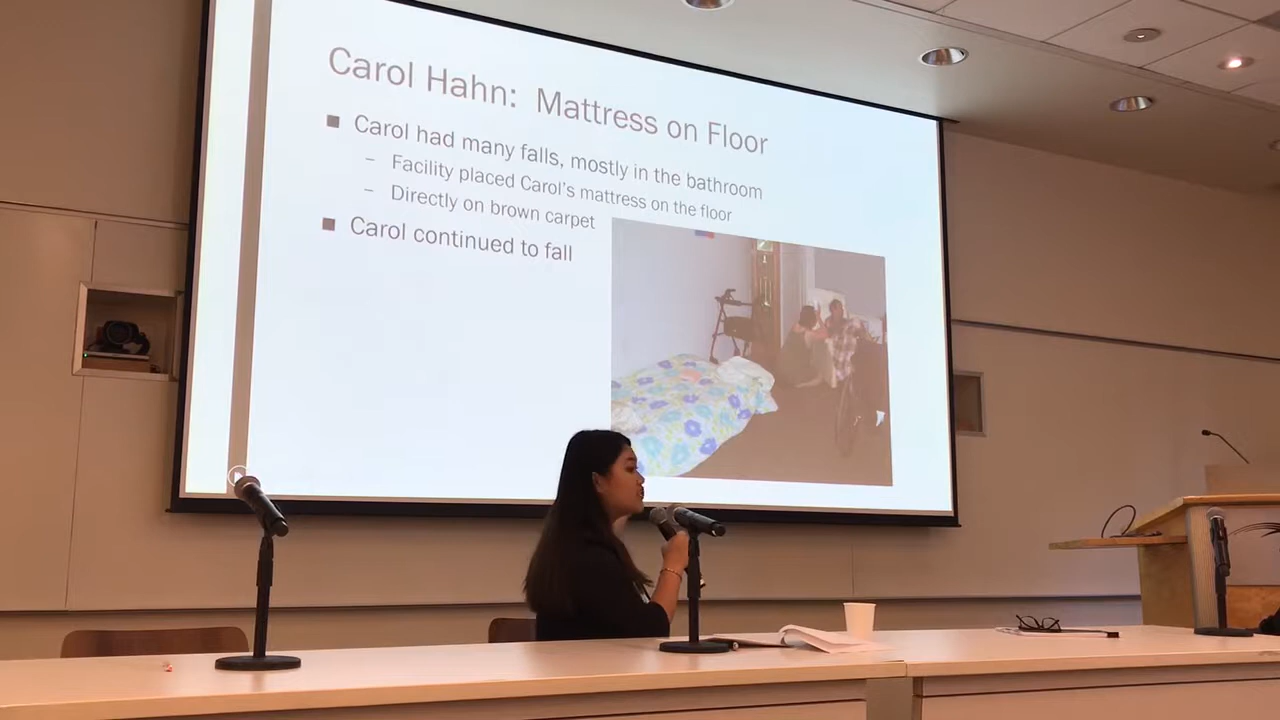 Carol Hahn: Mattress on Floor
■ Carol had many falls, mostly in the bathroom
– Facility placed Carol's mattress on the floor
– Directly on brown carpet
■ Carol continued to fall